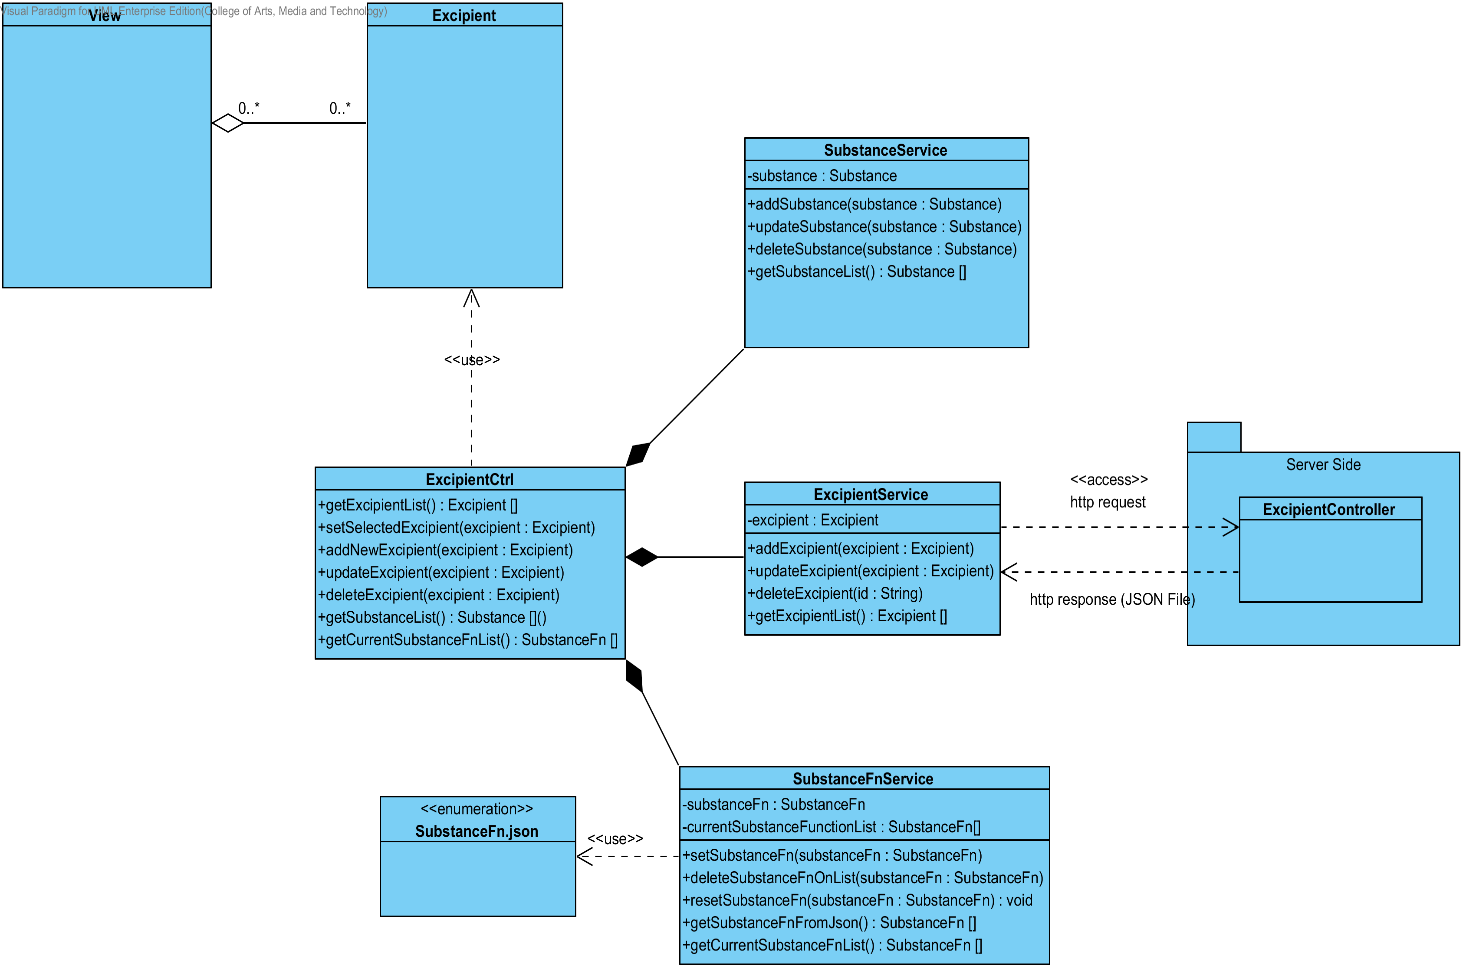 Visual Paradigm for UML Enterprise Edition(College of Arts, Media and Technology)
View
Excipient
0..*
0..*
<<use>>
SubstanceService
-substance : Substance
+addSubstance(substance : Substance)
+updateSubstance(substance : Substance)
+deleteSubstance(substance : Substance)
+getSubstanceList() : Substance []
ExcipientCtrl
+getExcipientList() : Excipient []
+setSelectedExcipient(excipient : Excipient)
+addNewExcipient(excipient : Excipient)
+updateExcipient(excipient : Excipient)
+deleteExcipient(excipient : Excipient)
+getSubstanceList() : Substance []()
+getCurrentSubstanceFnList() : SubstanceFn []
ExcipientService
-excipient : Excipient
+addExcipient(excipient : Excipient)
+updateExcipient(excipient : Excipient)
+deleteExcipient(id : String)
+getExcipientList() : Excipient []
<<access>>
http request
http response (JSON File)
Server Side
ExcipientController
<<enumeration>>
SubstanceFn.json
<<use>>
SubstanceFnService
-substanceFn : SubstanceFn
-currentSubstanceFunctionList : SubstanceFn[]
+setSubstanceFn(substanceFn : SubstanceFn)
+deleteSubstanceFnOnList(substanceFn : SubstanceFn)
+resetSubstanceFn(substanceFn : SubstanceFn) : void
+getSubstanceFnFromJson() : SubstanceFn []
+getCurrentSubstanceFnList() : SubstanceFn []